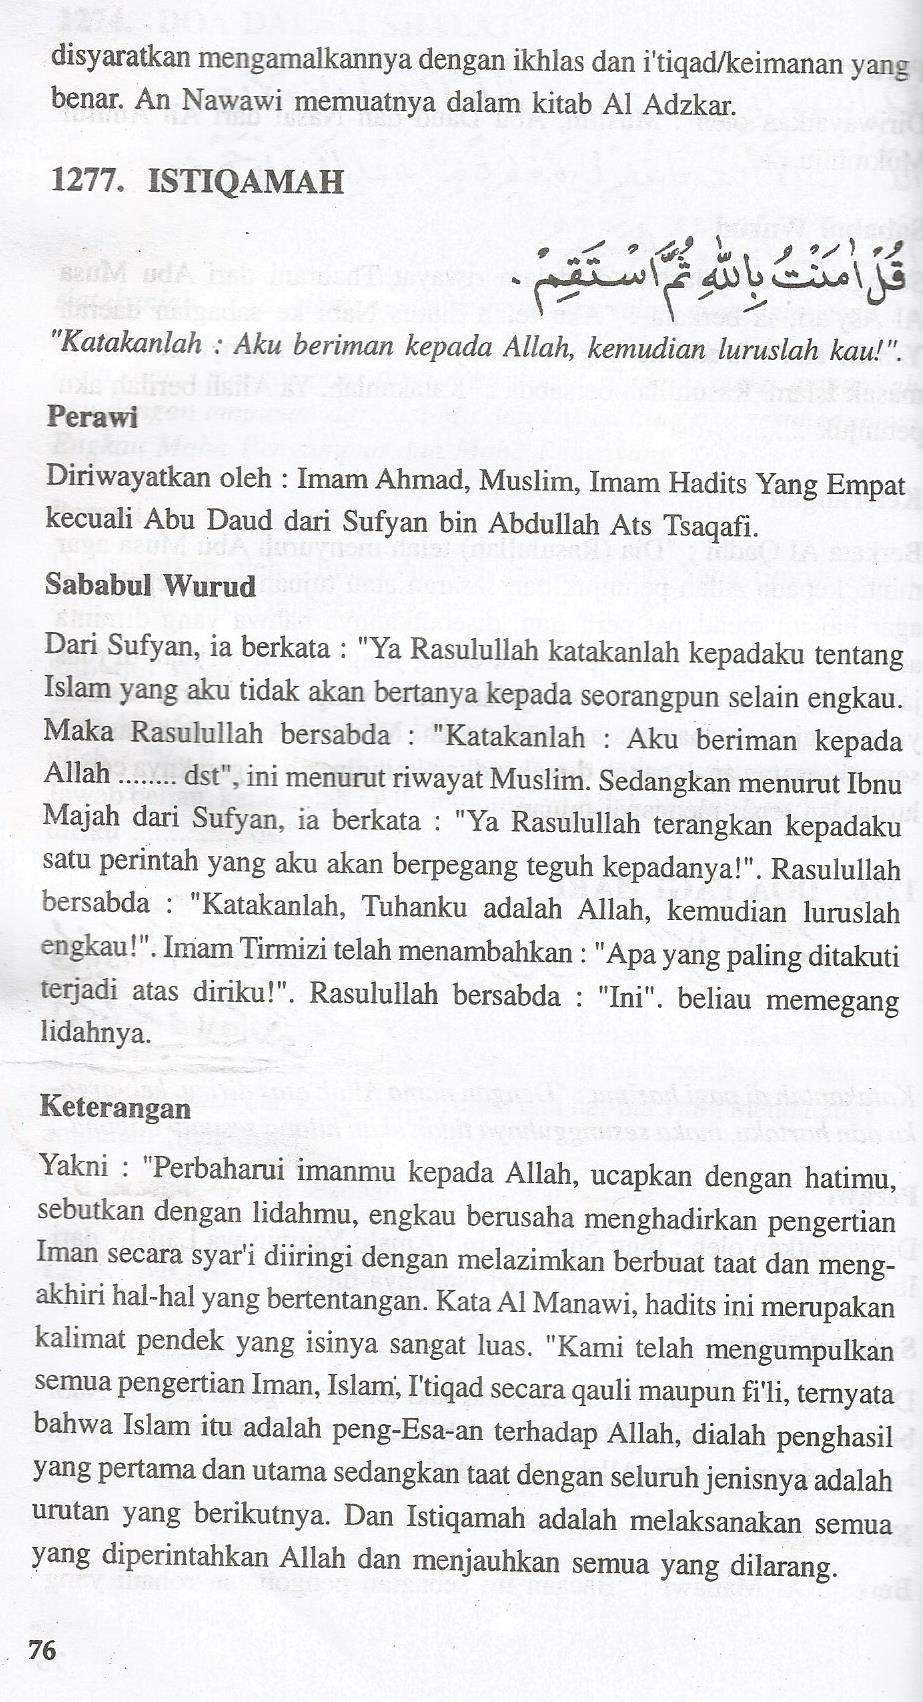 disyaratkan mengamalkannya dengan ikhlas dan i'tiqad/keimanan yang
benar. An Nawawi memuatnya dalam kitab Al Adzkar.
1277. ISTIQAMAH
قُلْ اٰمَنْتُ بِاللّٰهِ ثُمَّ اسْتَقِمْ.
"Katakanlah : Aku beriman kepada Allah, kemudian luruslah kau!".
Perawi
Diriwayatkan oleh : Imam Ahmad, Muslim, Imam Hadits Yang Empat
kecuali Abu Daud dari Sufyan bin Abdullah Ats Tsaqafi.
Sababul Wurud
Dari Sufyan, ia berkata : "Ya Rasulullah katakanlah kepadaku tentang
Islam yang aku tidak akan bertanya kepada seorangpun selain engkau.
Maka Rasulullah bersabda : "Katakanlah : Aku beriman kepada
Allah ........ dst", ini menurut riwayat Muslim. Sedangkan menurut Ibnu
Majah dari Sufyan, ia berkata : "Ya Rasulullah terangkan kepadaku
satu perintah yang aku akan berpegang teguh kepadanya!". Rasulullah
bersabda : "Katakanlah, Tuhanku adalah Allah, kemudian luruslah
engkau!". Imam Tirmizi telah menambahkan : "Apa yang paling ditakuti
terjadi atas diriku!". Rasulullah bersabda : "Ini". beliau memegang
lidahnya.
Keterangan
Yakni : "Perbaharui imanmu kepada Allah, ucapkan dengan hatimu,
sebutkan dengan lidahmu, engkau berusaha menghadirkan pengertian
Iman secara syar'i diiringi dengan melazimkan berbuat taat dan meng-
akhiri hal-hal yang bertentangan. Kata Al Manawi, hadits ini merupakan
kalimat pendek yang isinya sangat luas. "Kami telah mengumpulkan
semua pengertian Iman, Islam, I'tiqad secara qauli maupun fi'li, ternyata
bahwa Islam itu adalah peng-Esa-an terhadap Allah, dialah penghasil
yang pertama dan utama sedangkan taat dengan seluruh jenisnya adalah
urutan yang berikutnya. Dan Istiqamah adalah melaksanakan semua
yang diperintahkan Allah dan menjauhkan semua yang dilarang.
76